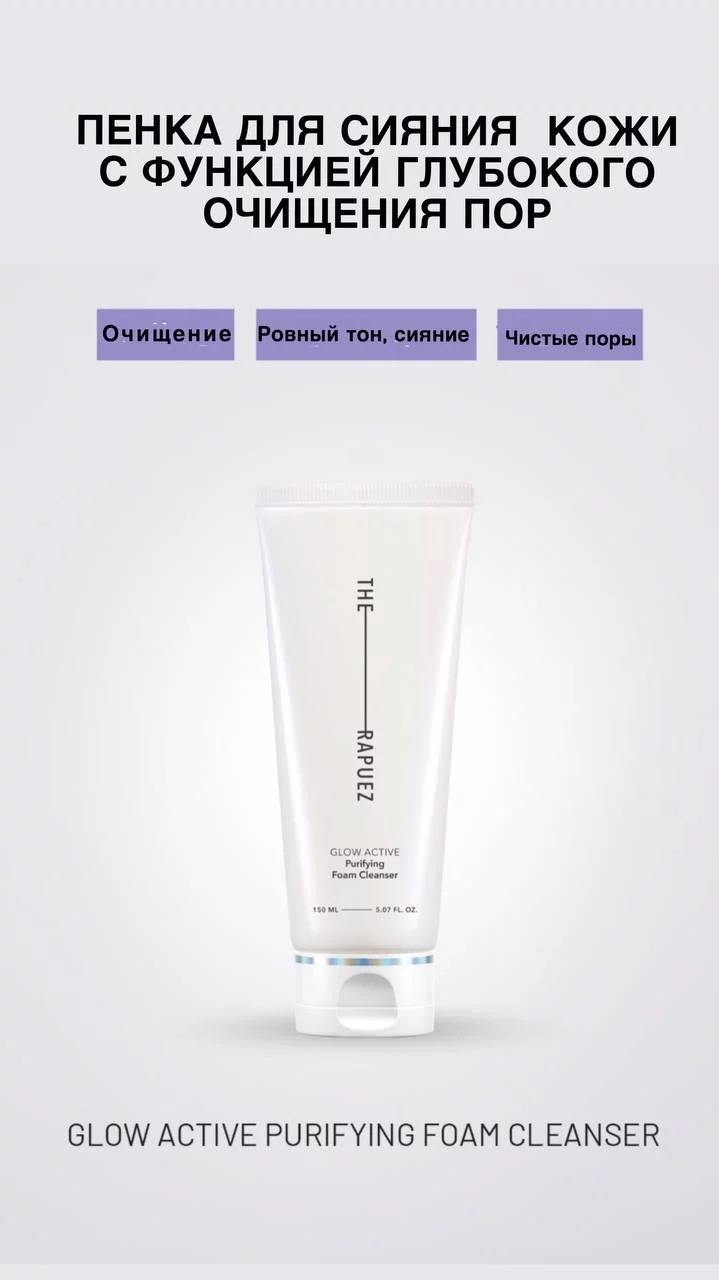 ПЕНКА ДЛЯ СИЯНИЯ КОЖИ
С ФУНКЦИЕЙ ГЛУБОКОГО
ОЧИЩЕНИЯ ПОР
Очищение
Ровный тон, сияние
Чистые поры
THE
RAPUEZ
GLOW ACTIVE
Purifying
Foam Cleanser
150 ML 5.07 FL. OZ.
GLOW ACTIVE PURIFYING FOAM CLEANSER